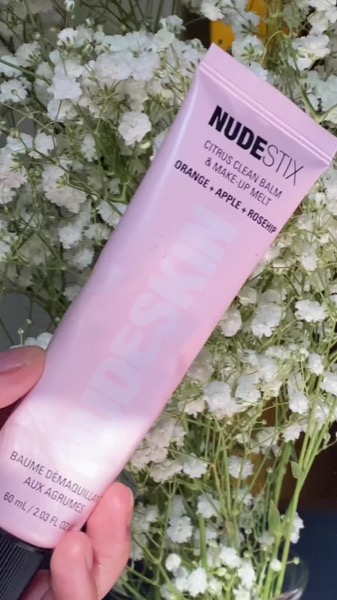 NUDESTIX
CITRUS CLEAN BALM
& MAKE-UP MELT
ORANGE + APPLE + ROSEHIP
NUDESKIN
BAUME DÉMAQUILLANT
AUX AGRUMES
60 mL / 2.03 FL OZ